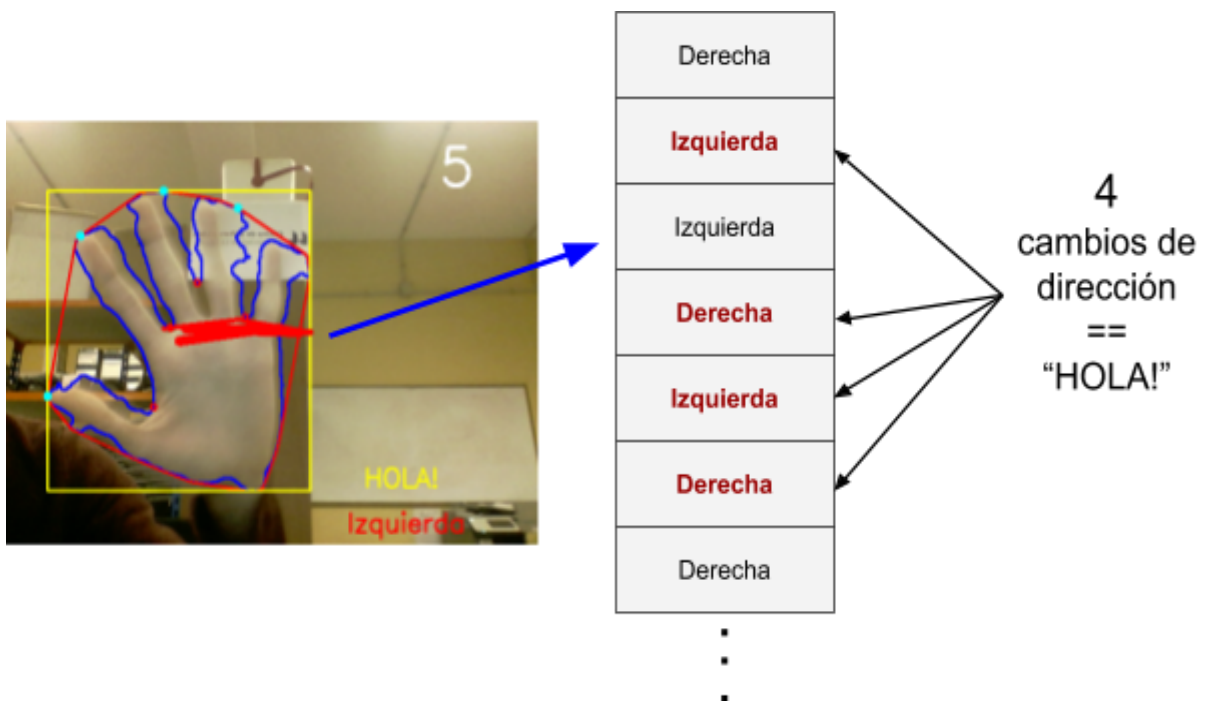 5
HOLA!
Izquierda
Derecha
Izquierda
Izquierda
Derecha
Izquierda
Derecha
Derecha
4
cambios de
dirección
==
“HOLA!”